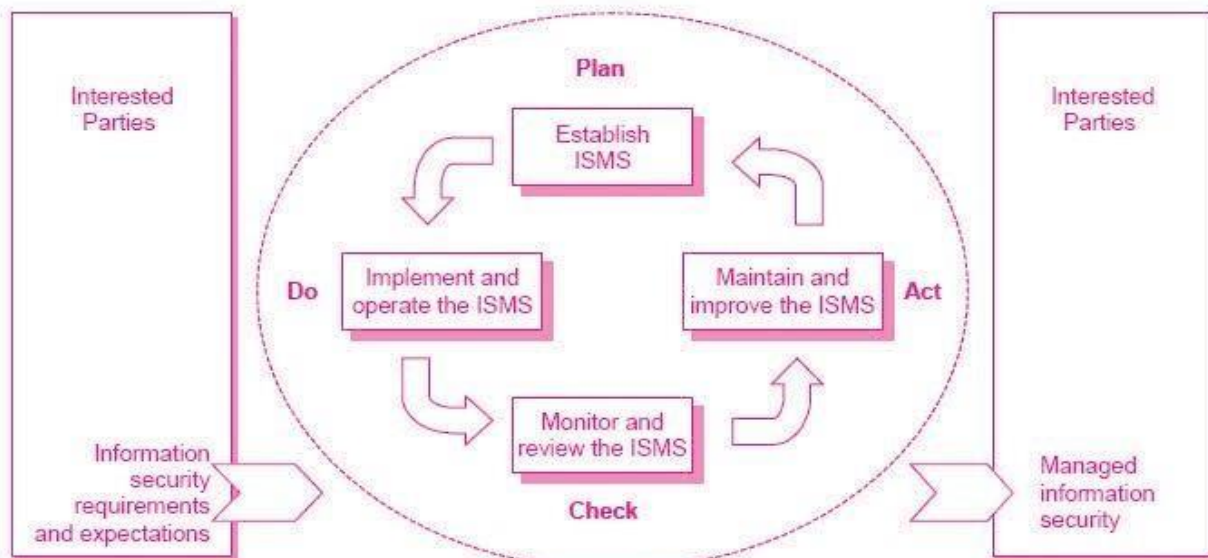 Interested
Parties
Information
security
requirements
and expectations
Plan
Establish
ISMS
Do
Implement and
operate the ISMS
Maintain and
improve the ISMS
Act
Monitor and
review the ISMS
Check
Interested
Parties
Managed
information
security